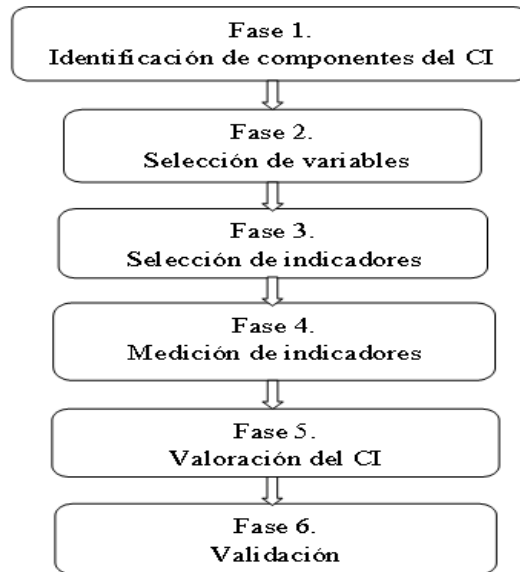 Fase 1.
Identificación de componentes del CI
Fase 2.
Selección de variables
Fase 3.
Selección de indicadores
Fase 4.
Medición de indicadores
Fase 5.
Valoración del CI
Fase 6.
Validación